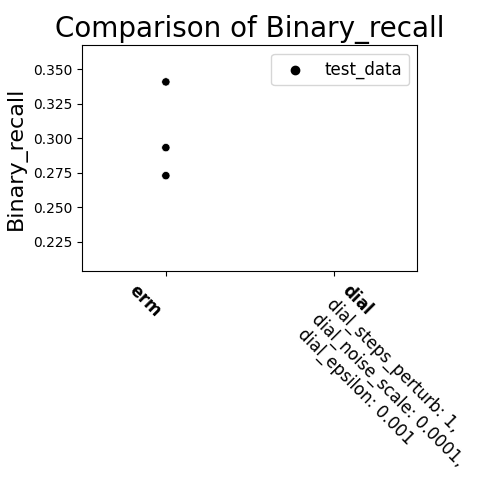 Comparison of Binary_recall
test_data
Binary_recall
0.350
0.325
0.300
0.275
0.250
0.225
erm
dial
dial_steps_perturb: 1,
dial_noise_scale: 0.0001,
dial_epsilon: 0.001